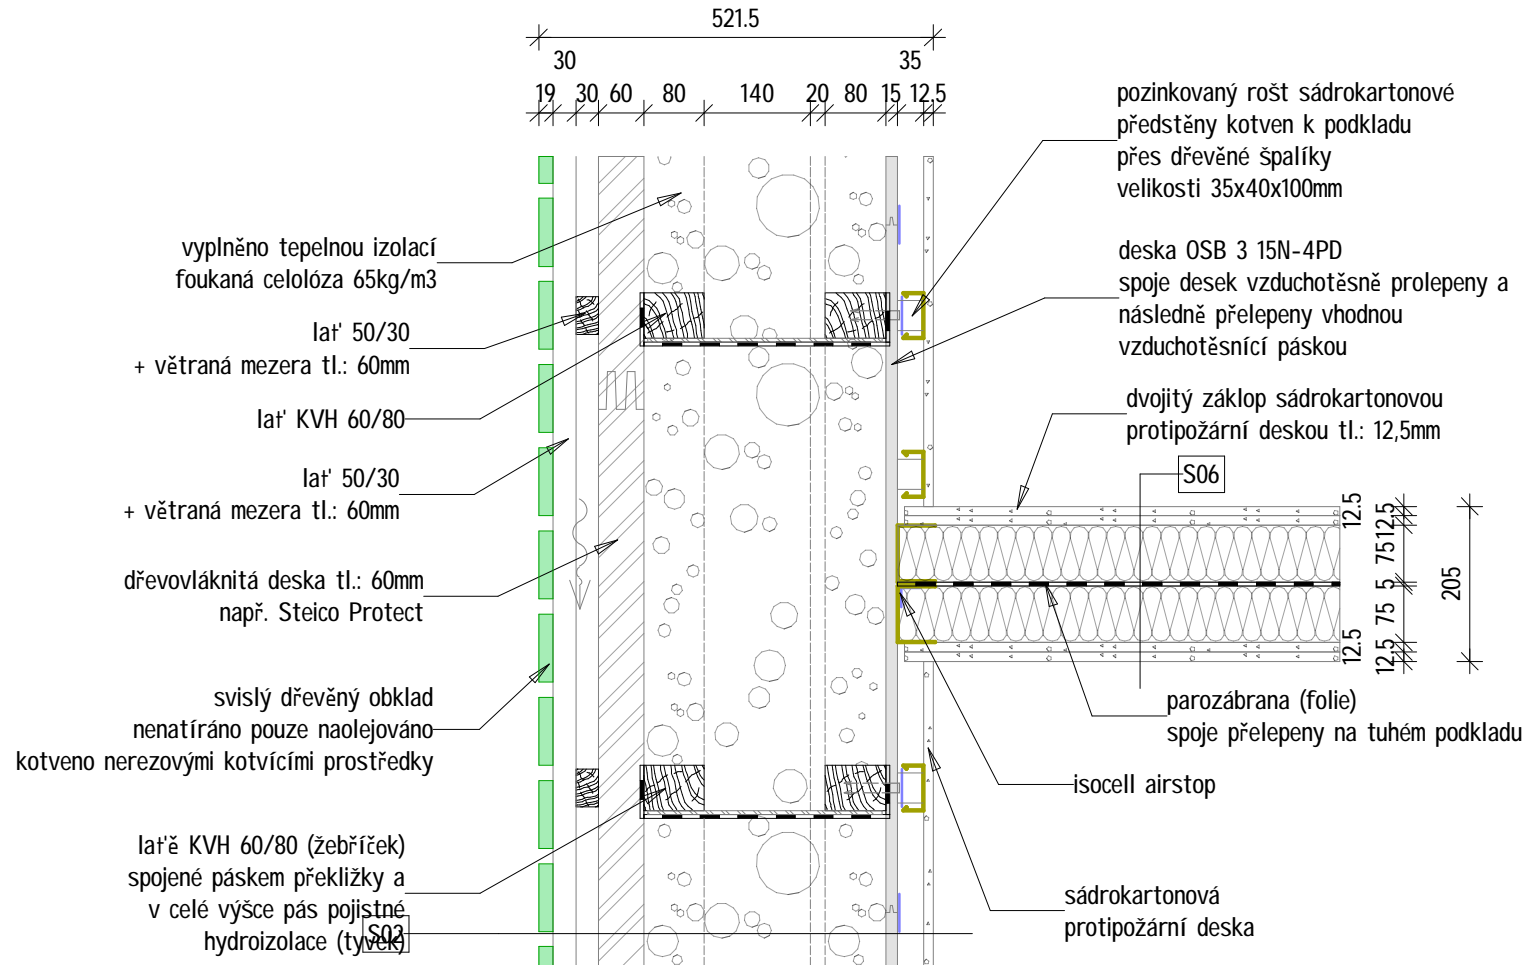 521.5
30
35
19
30
60
80
140
20
80
15
12.5
pozinkovaný rošt sádrokartonové
předstěny kotven k podkladu
přes dřevěné špalíky
velikosti 35x40x100mm
vyplněno tepelnou izolací
foukaná celolóza 65kg/m3
deska OSB 3 15N-4PD
spoje desek vzduchotěsně prolepeny a
následně přelepeny vhodnou
vzduchotěsnící páskou
lať 50/30
+ větraná mezera tl.: 60mm
lať KVH 60/80
dvojitý záklop sádrokartonovou
protipožární deskou tl.: 12,5mm
lať 50/30
+ větraná mezera tl.: 60mm
S06
12.5
12.5
75
5
75
12.5
12.5
205
dřevovláknitá deska tl.: 60mm
např. Steico Protect
svislý dřevěný obklad
nenatíráno pouze naolejováno
kotveno nerezovými kotvícími prostředky
parozábrana (folie)
spoje přelepeny na tuhém podkladu
isocell airstop
latě KVH 60/80 (žebříček)
spojené páskem překližky a
v celé výšce pás pojistné
hydroizolace (tyvek)
S02
sádrokartonová
protipožární deska